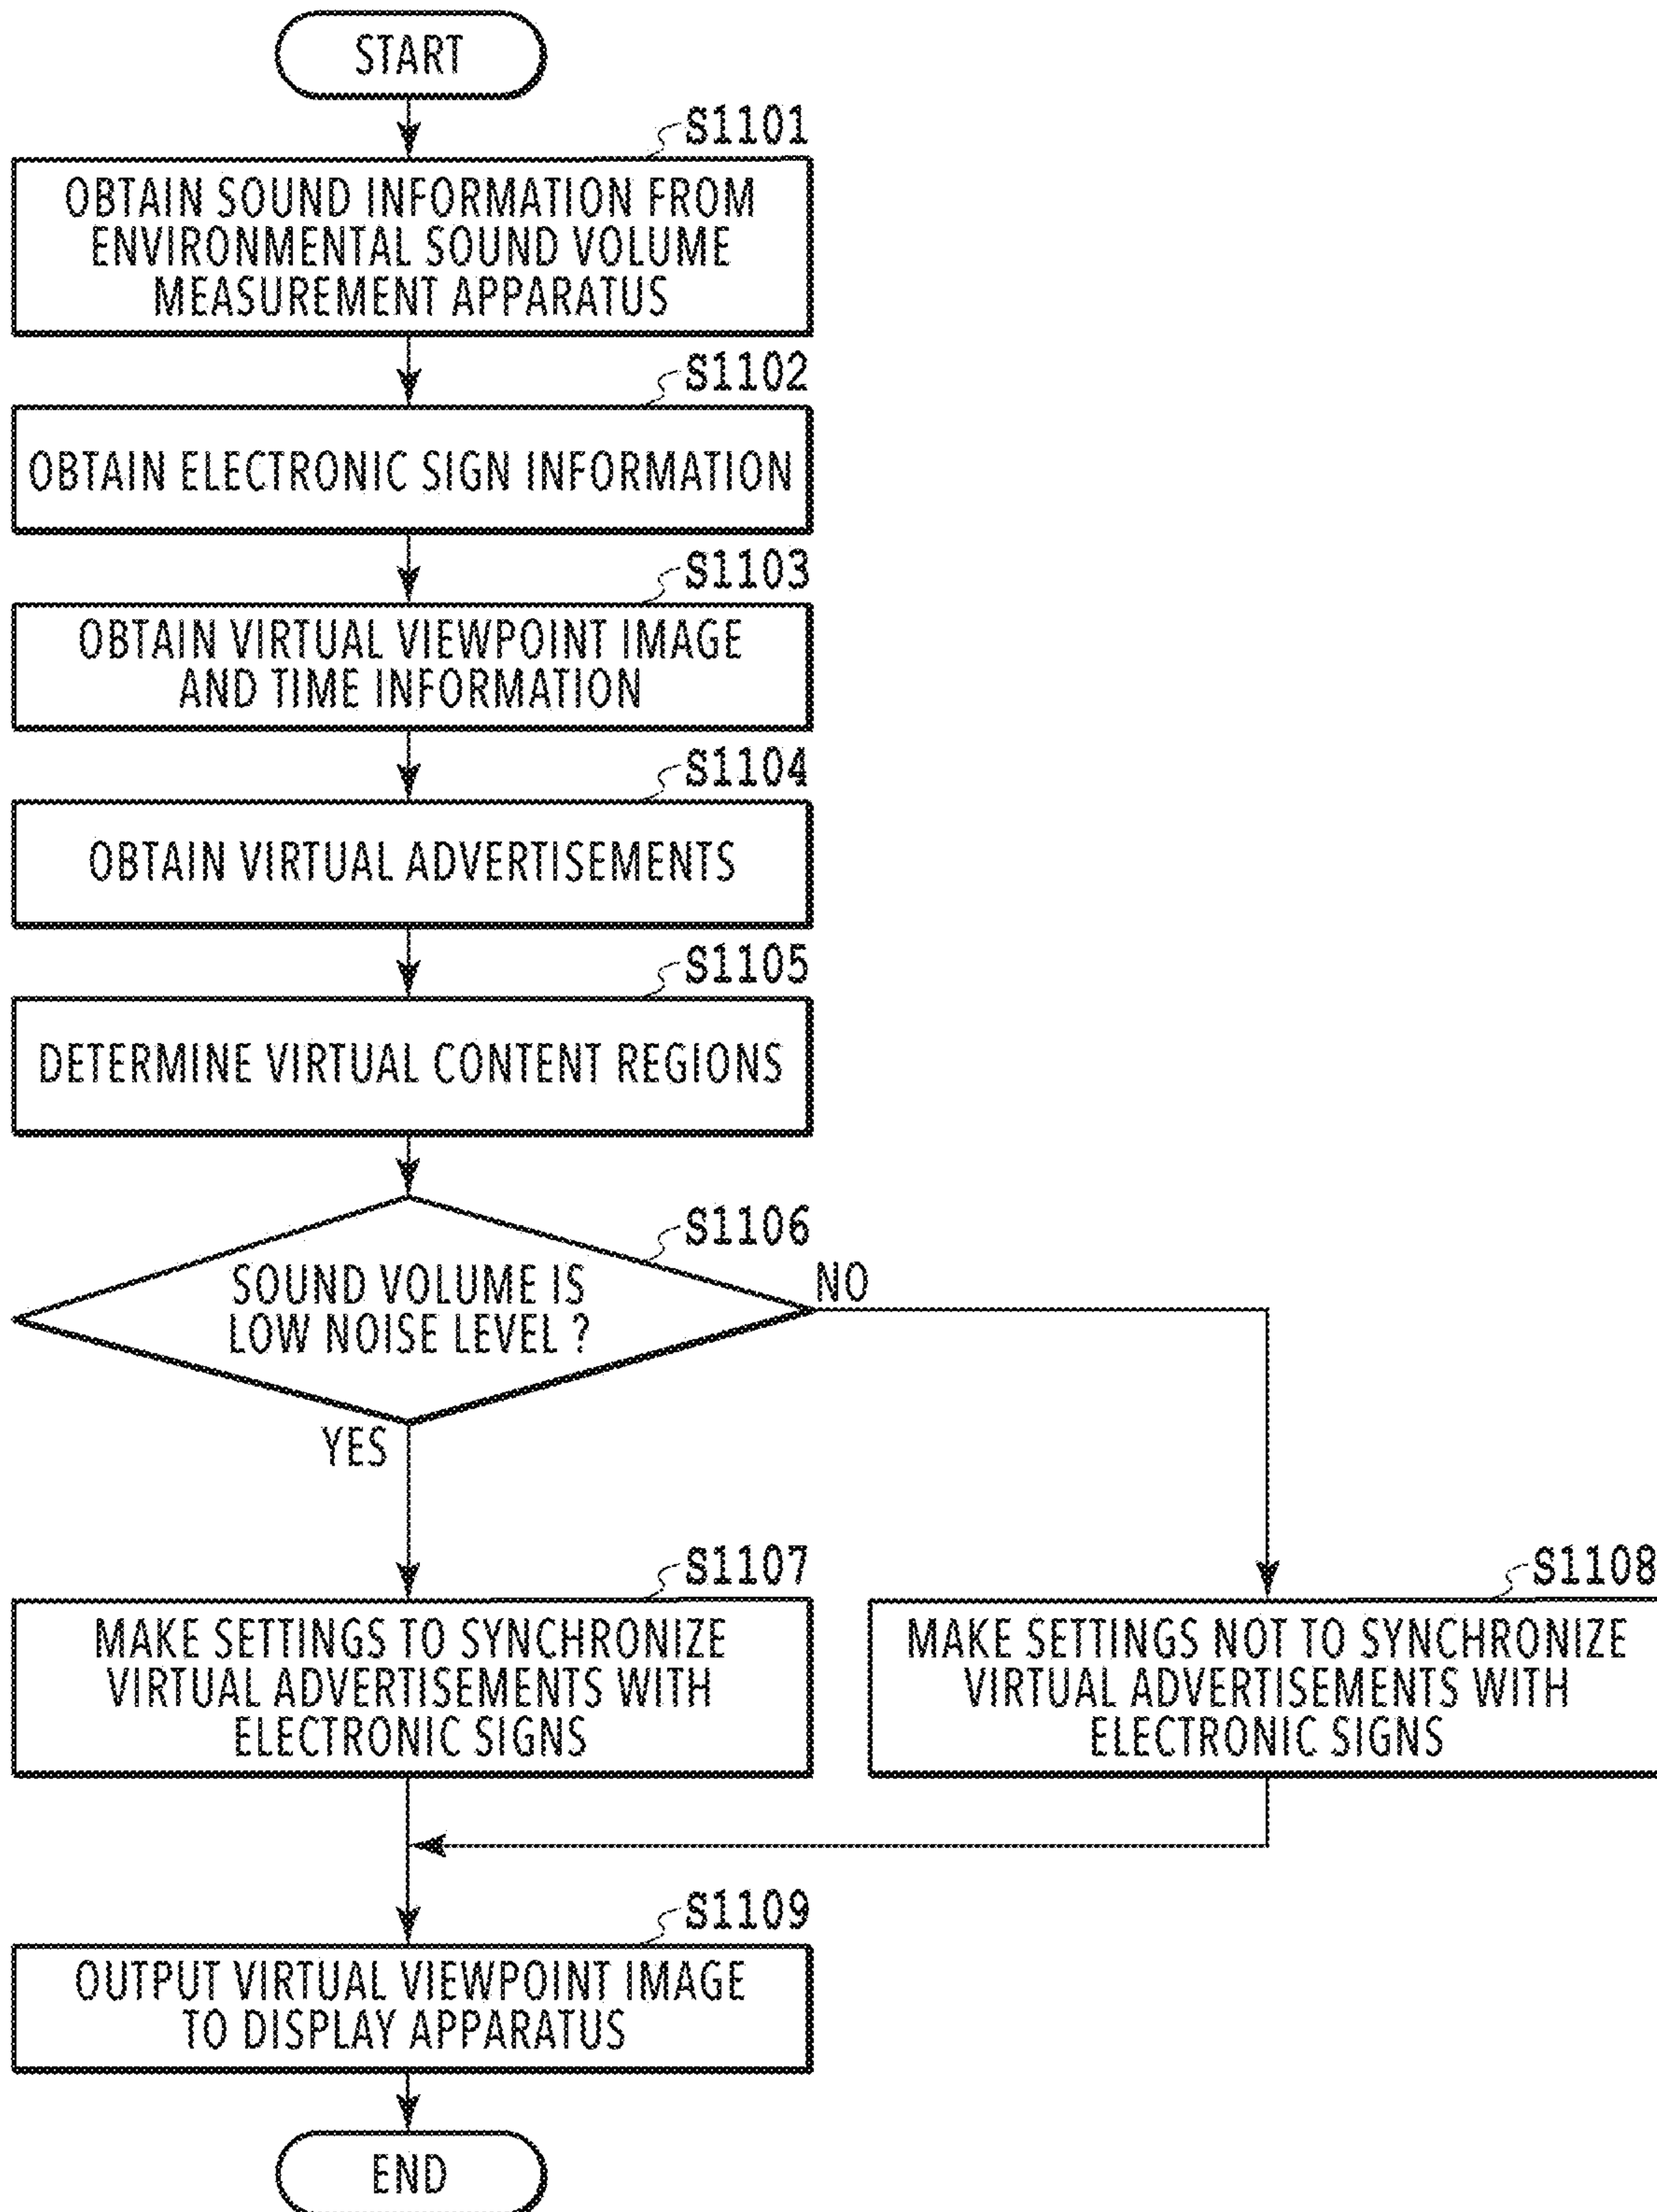 START
S1101
OBTAIN SOUND INFORMATION FROM
ENVIRONMENTAL SOUND VOLUME
MEASUREMENT APPARATUS
S1102
OBTAIN ELECTRONIC SIGN INFORMATION
S1103
OBTAIN VIRTUAL VIEWPOINT IMAGE
AND TIME INFORMATION
S1104
OBTAIN VIRTUAL ADVERTISEMENTS
S1105
DETERMINE VIRTUAL CONTENT REGIONS
S1106
SOUND VOLUME IS
LOW NOISE LEVEL ?
NO
YES
S1107
MAKE SETTINGS TO SYNCHRONIZE
VIRTUAL ADVERTISEMENTS WITH
ELECTRONIC SIGNS
S1108
MAKE SETTINGS NOT TO SYNCHRONIZE
VIRTUAL ADVERTISEMENTS WITH
ELECTRONIC SIGNS
S1109
OUTPUT VIRTUAL VIEWPOINT IMAGE
TO DISPLAY APPARATUS
END